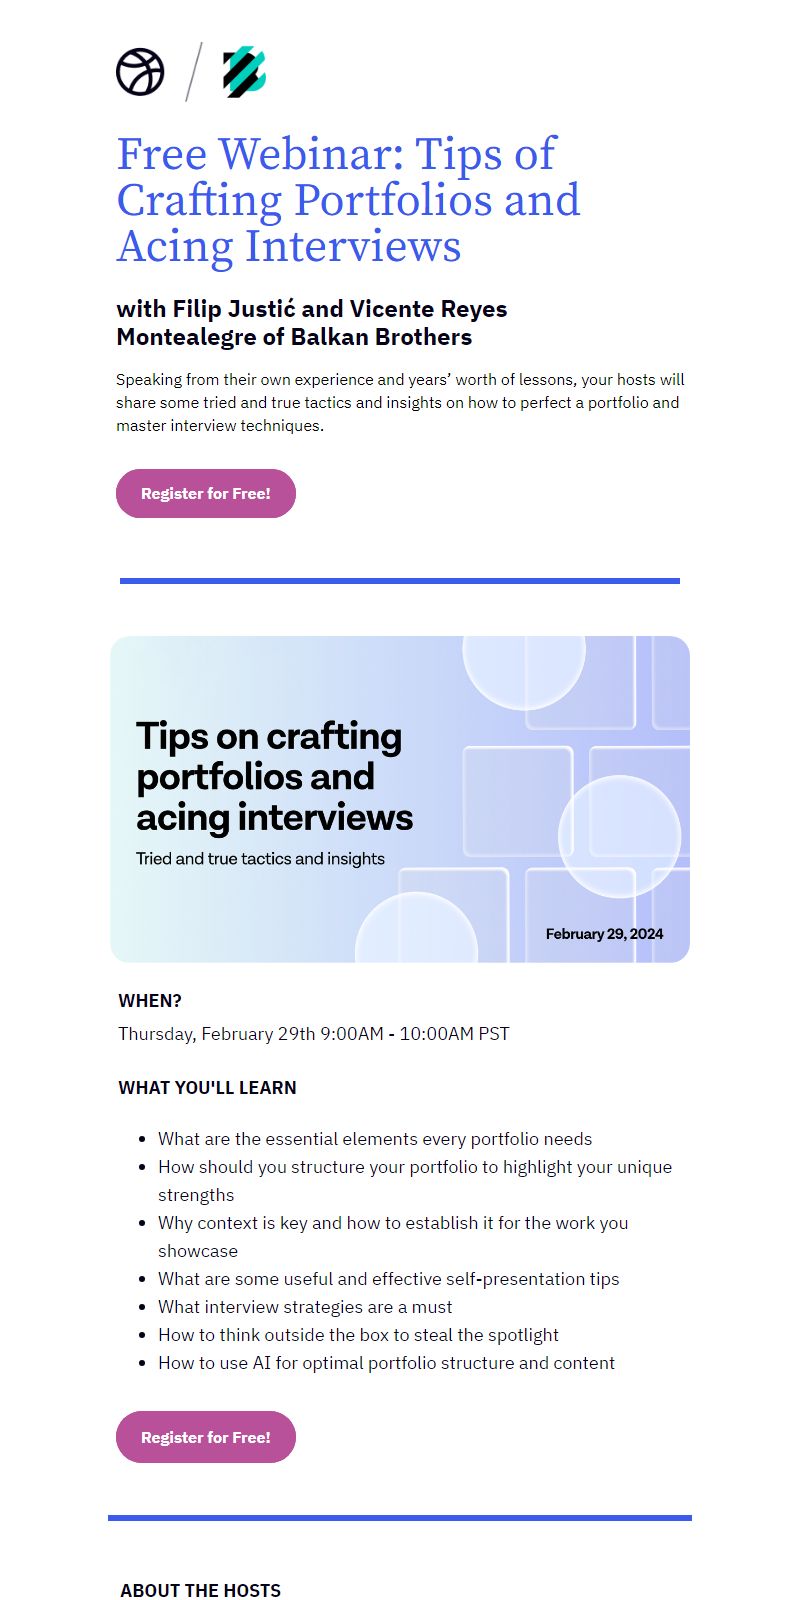 Free Webinar: Tips of
Crafting Portfolios and
Acing Interviews
with Filip Justić and Vicente Reyes
Montealegre of Balkan Brothers
Speaking from their own experience and years’ worth of lessons, your hosts will
share some tried and true tactics and insights on how to perfect a portfolio and
master interview techniques.
Register for Free!
Tips on crafting
portfolios and
acing interviews
Tried and true tactics and insights
February 29, 2024
WHEN?
Thursday, February 29th 9:00AM - 10:00AM PST
WHAT YOU'LL LEARN
• What are the essential elements every portfolio needs
• How should you structure your portfolio to highlight your unique
strengths
• Why context is key and how to establish it for the work you
showcase
• What are some useful and effective self-presentation tips
• What interview strategies are a must
• How to think outside the box to steal the spotlight
• How to use AI for optimal portfolio structure and content
Register for Free!
ABOUT THE HOSTS